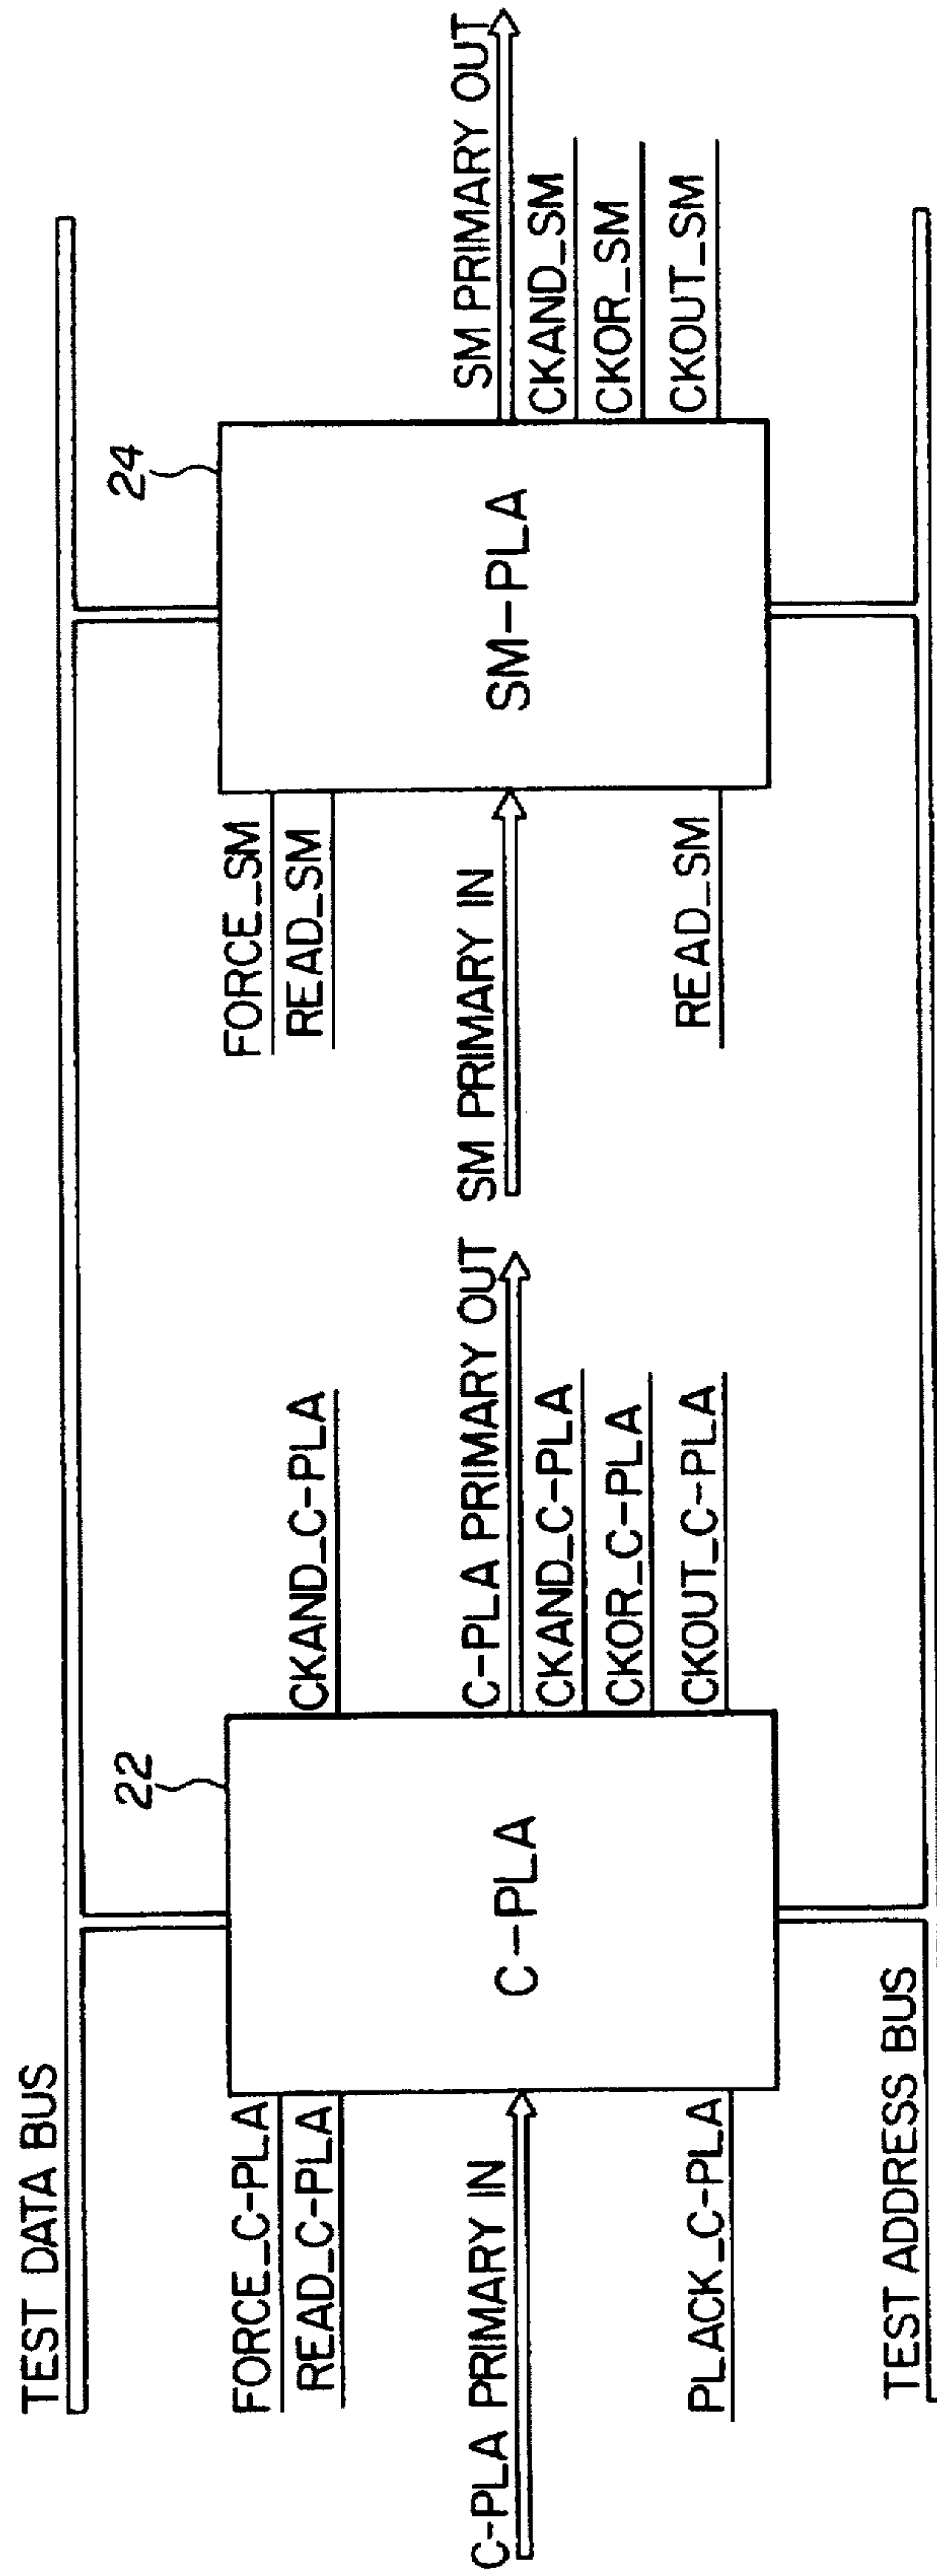 TEST DATA BUS
FORCE_C-PLA
READ_C-PLA
C-PLA PRIMARY IN
PLACK_C-PLA
TEST ADDRESS BUS
22
C-PLA
CKAND_C-PLA
C-PLA PRIMARY OUT
CKAND_C-PLA
CKOR_C-PLA
CKOUT_C-PLA
FORCE_SM
READ_SM
SM PRIMARY IN
READ_SM
24
SM-PLA
SM PRIMARY OUT
CKAND_SM
CKOR_SM
CKOUT_SM